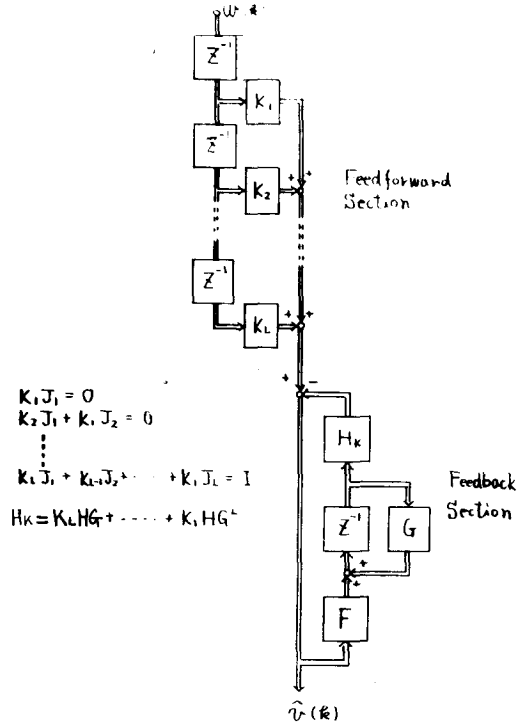 Z⁻¹
K₁
Z⁻¹
+ +
K₂
Feedforward
Section
Z⁻¹
+ +
K_L
+ −
K₁J₁ = 0
K₂J₁ + K₁J₂ = 0
K_LJ₁ + K_{L-1}J₂ + ···· + K₁J_L = I
H_K = K_LHG + ····· + K₁HG^L
H_K
Feedback
Section
Z⁻¹
G
+
+
F
v̂(k)